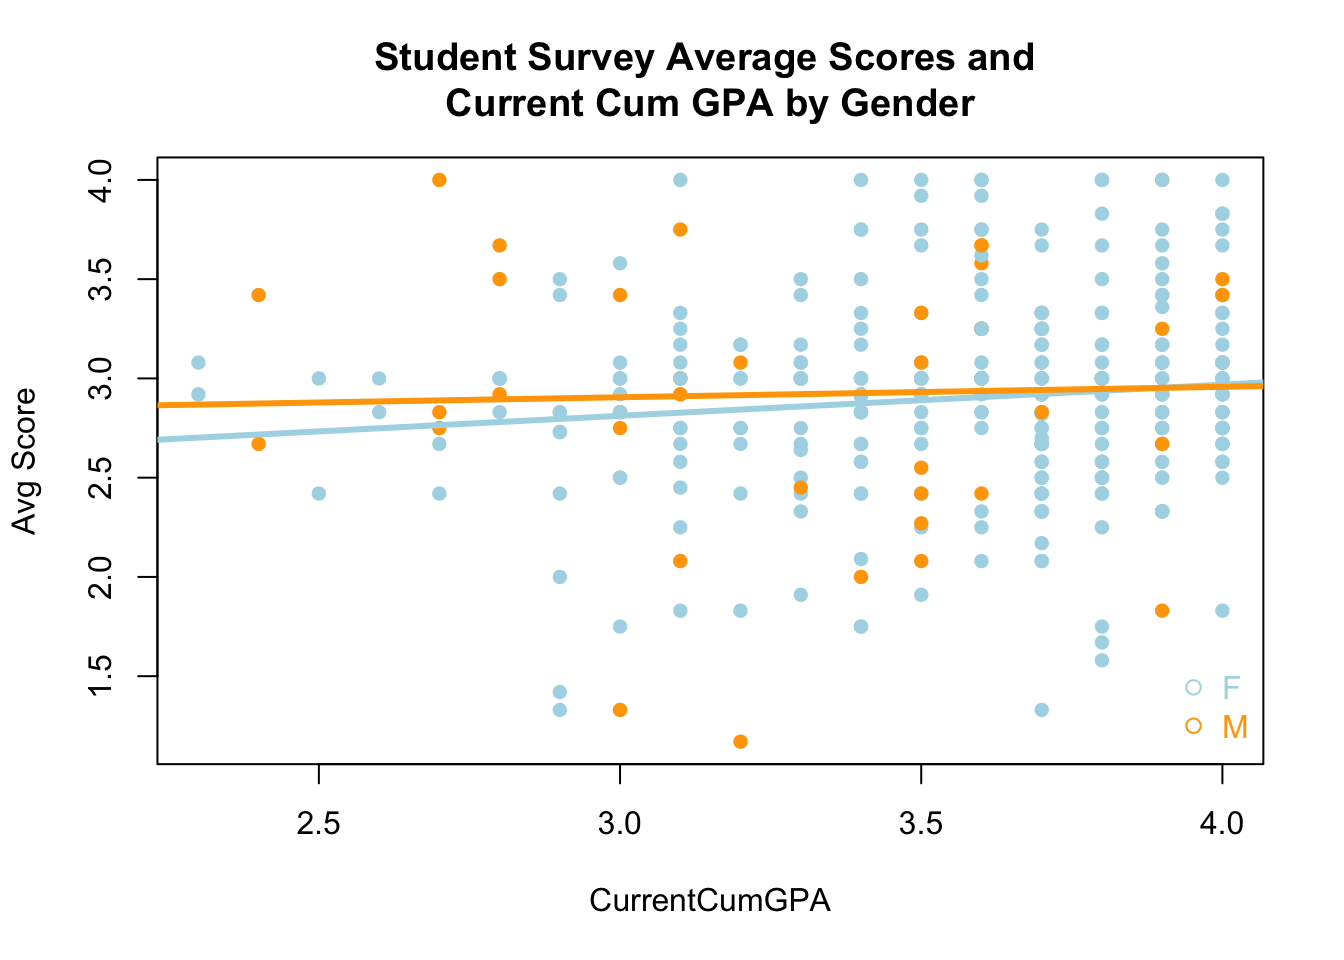 Student Survey Average Scores and
Current Cum GPA by Gender
Avg Score
4.0
3.5
3.0
2.5
2.0
1.5
F
M
2.5 3.0 3.5 4.0
CurrentCumGPA